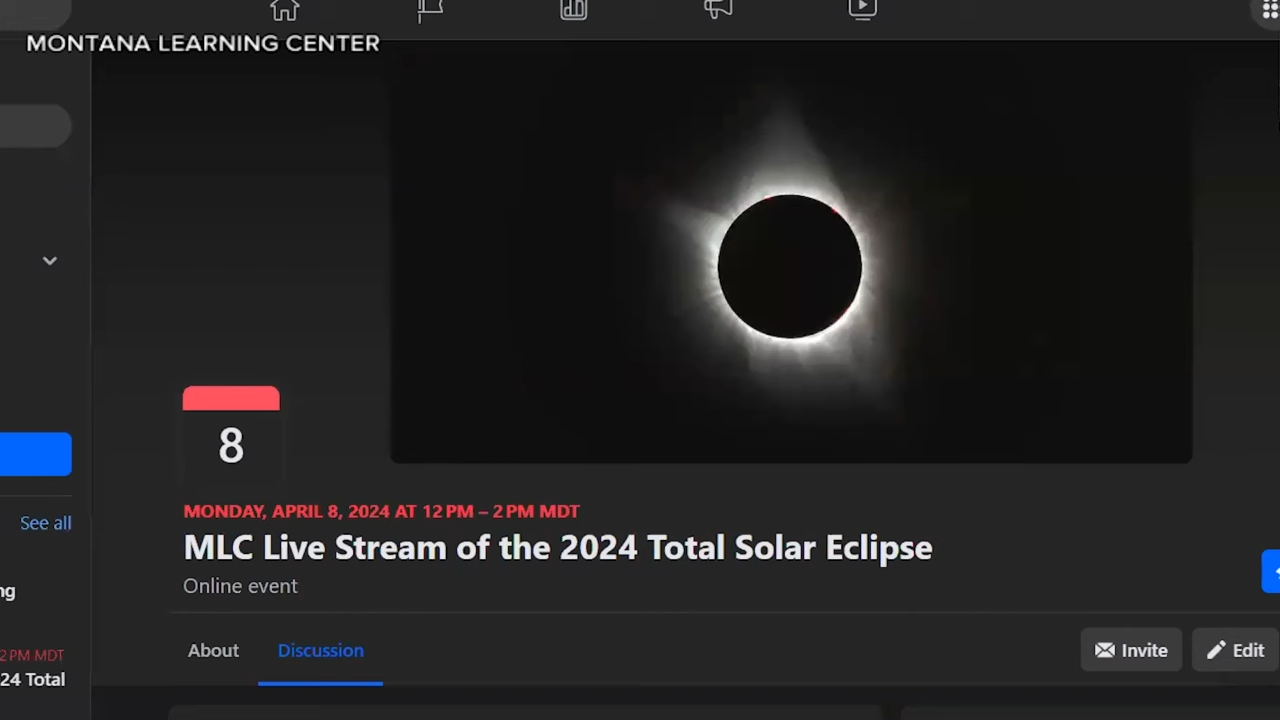 MONTANA LEARNING CENTER
8
MONDAY, APRIL 8, 2024 AT 12 PM – 2 PM MDT
MLC Live Stream of the 2024 Total Solar Eclipse
Online event
See all
ng
2 PM MDT
24 Total
About
Discussion
Invite
Edit